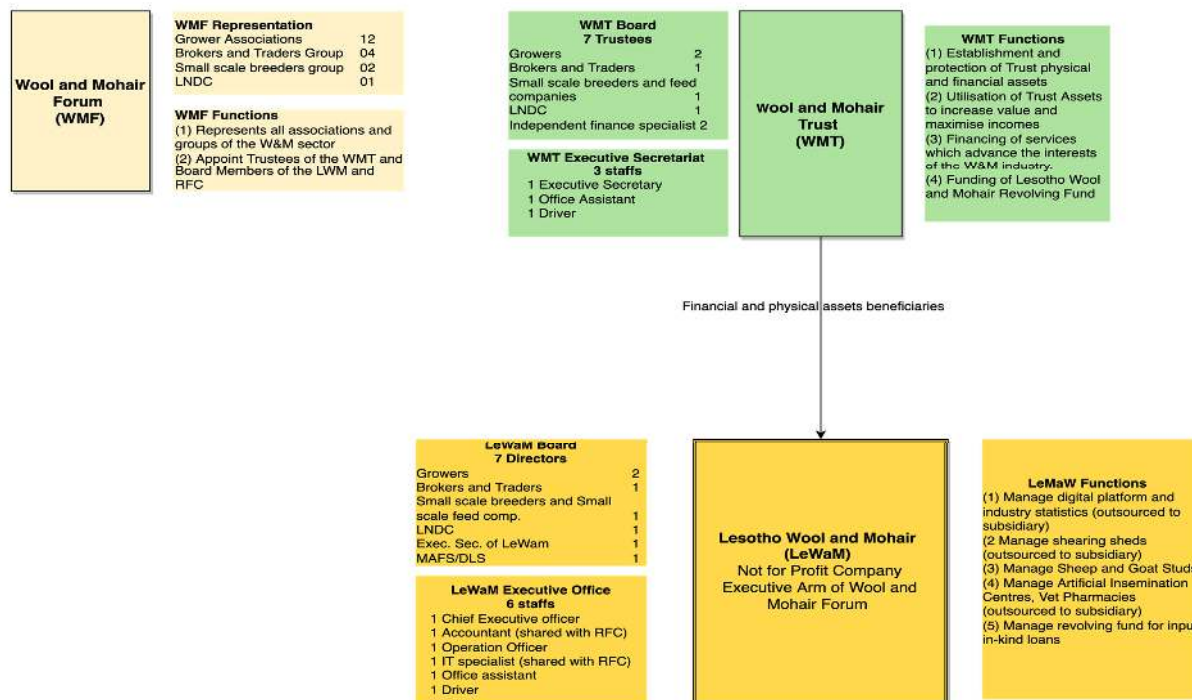 Wool and Mohair
Forum
(WMF)
WMF Representation
Grower Associations 12
Brokers and Traders Group 04
Small scale breeders group 02
LNDC 01
WMF Functions
(1) Represents all associations and
groups of the W&M sector
(2) Appoint Trustees of the WMT and
Board Members of the LWM and
RFC
WMT Board
7 Trustees
Growers 2
Brokers and Traders 1
Small scale breeders and feed
companies 1
LNDC 1
Independent finance specialist 2
WMT Executive Secretariat
3 staffs
1 Executive Secretary
1 Office Assistant
1 Driver
Wool and Mohair
Trust
(WMT)
WMT Functions
(1) Establishment and
protection of Trust physical
and financial assets
(2) Utilisation of Trust Assets
to increase value and
maximise incomes
(3) Financing of services
which advance the interests
of the W&M industry.
(4) Funding of Lesotho Wool
and Mohair Revolving Fund
Financial and physical assets beneficiaries
LeWaM Board
7 Directors
Growers 2
Brokers and Traders 1
Small scale breeders and Small
scale feed comp. 1
LNDC 1
Exec. Sec. of LeWam 1
MAFS/DLS 1
LeWaM Executive Office
6 staffs
1 Chief Executive officer
1 Accountant (shared with RFC)
1 Operation Officer
1 IT specialist (shared with RFC)
1 Office assistant
1 Driver
Lesotho Wool and Mohair
(LeWaM)
Not for Profit Company
Executive Arm of Wool and
Mohair Forum
LeMaW Functions
(1) Manage digital platform and
industry statistics (outsourced to
subsidiary)
(2 Manage shearing sheds
(outsourced to subsidiary)
(3) Manage Sheep and Goat Studs
(4) Manage Artificial Insemination
Centres, Vet Pharmacies
(outsourced to subsidiary)
(5) Manage revolving fund for input
in-kind loans